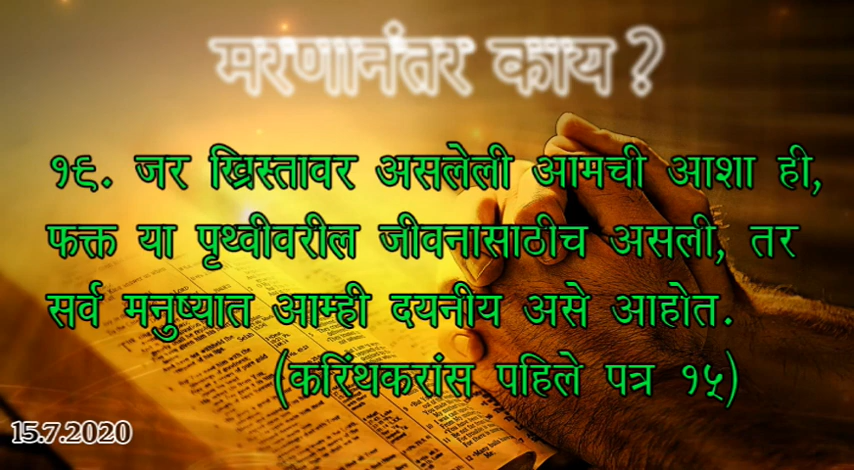 मरणानंतर काय ?
१९. जर ख्रिस्तावर असलेली आमची आशा ही,
फक्त या पृथ्वीवरील जीवनासाठीच असली, तर
सर्व मनुष्यात आम्ही दयनीय असे आहोत.
(करिंथकरांस पहिले पत्र १५)
15.7.2020